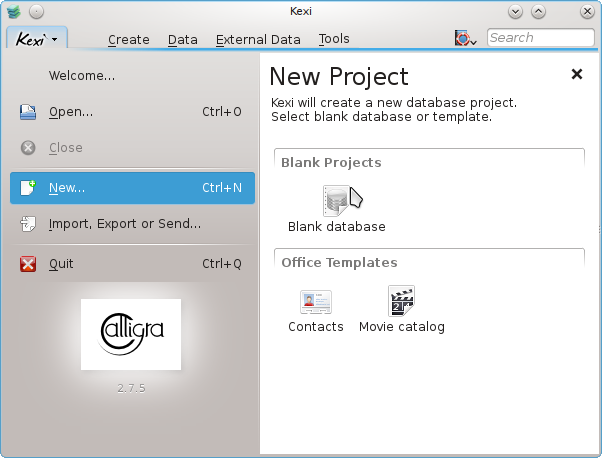 Kexi
Kexi
Create Data External Data Tools
Search
Welcome...
Open... Ctrl+O
Close
New... Ctrl+N
Import, Export or Send...
Quit Ctrl+Q
Calligra
2.7.5
New Project
Kexi will create a new database project.
Select blank database or template.
Blank Projects
Blank database
Office Templates
Contacts Movie catalog